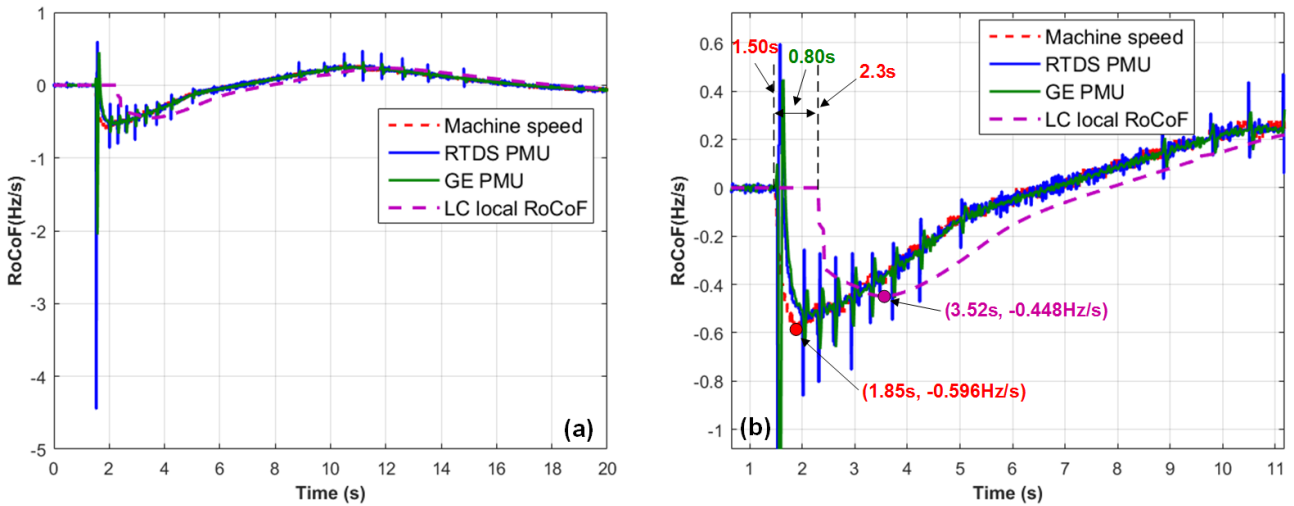 1
0
-1
-2
-3
-4
-5
RoCoF(Hz/s)
0
2
4
6
8
10
12
14
16
18
20
Time (s)
Machine speed
RTDS PMU
GE PMU
LC local RoCoF
(a)
0.6
0.4
0.2
0
-0.2
-0.4
-0.6
-0.8
-1
RoCoF(Hz/s)
1
2
3
4
5
6
7
8
9
10
11
Time (s)
1.50s
0.80s
2.3s
Machine speed
RTDS PMU
GE PMU
LC local RoCoF
(3.52s, -0.448Hz/s)
(1.85s, -0.596Hz/s)
(b)